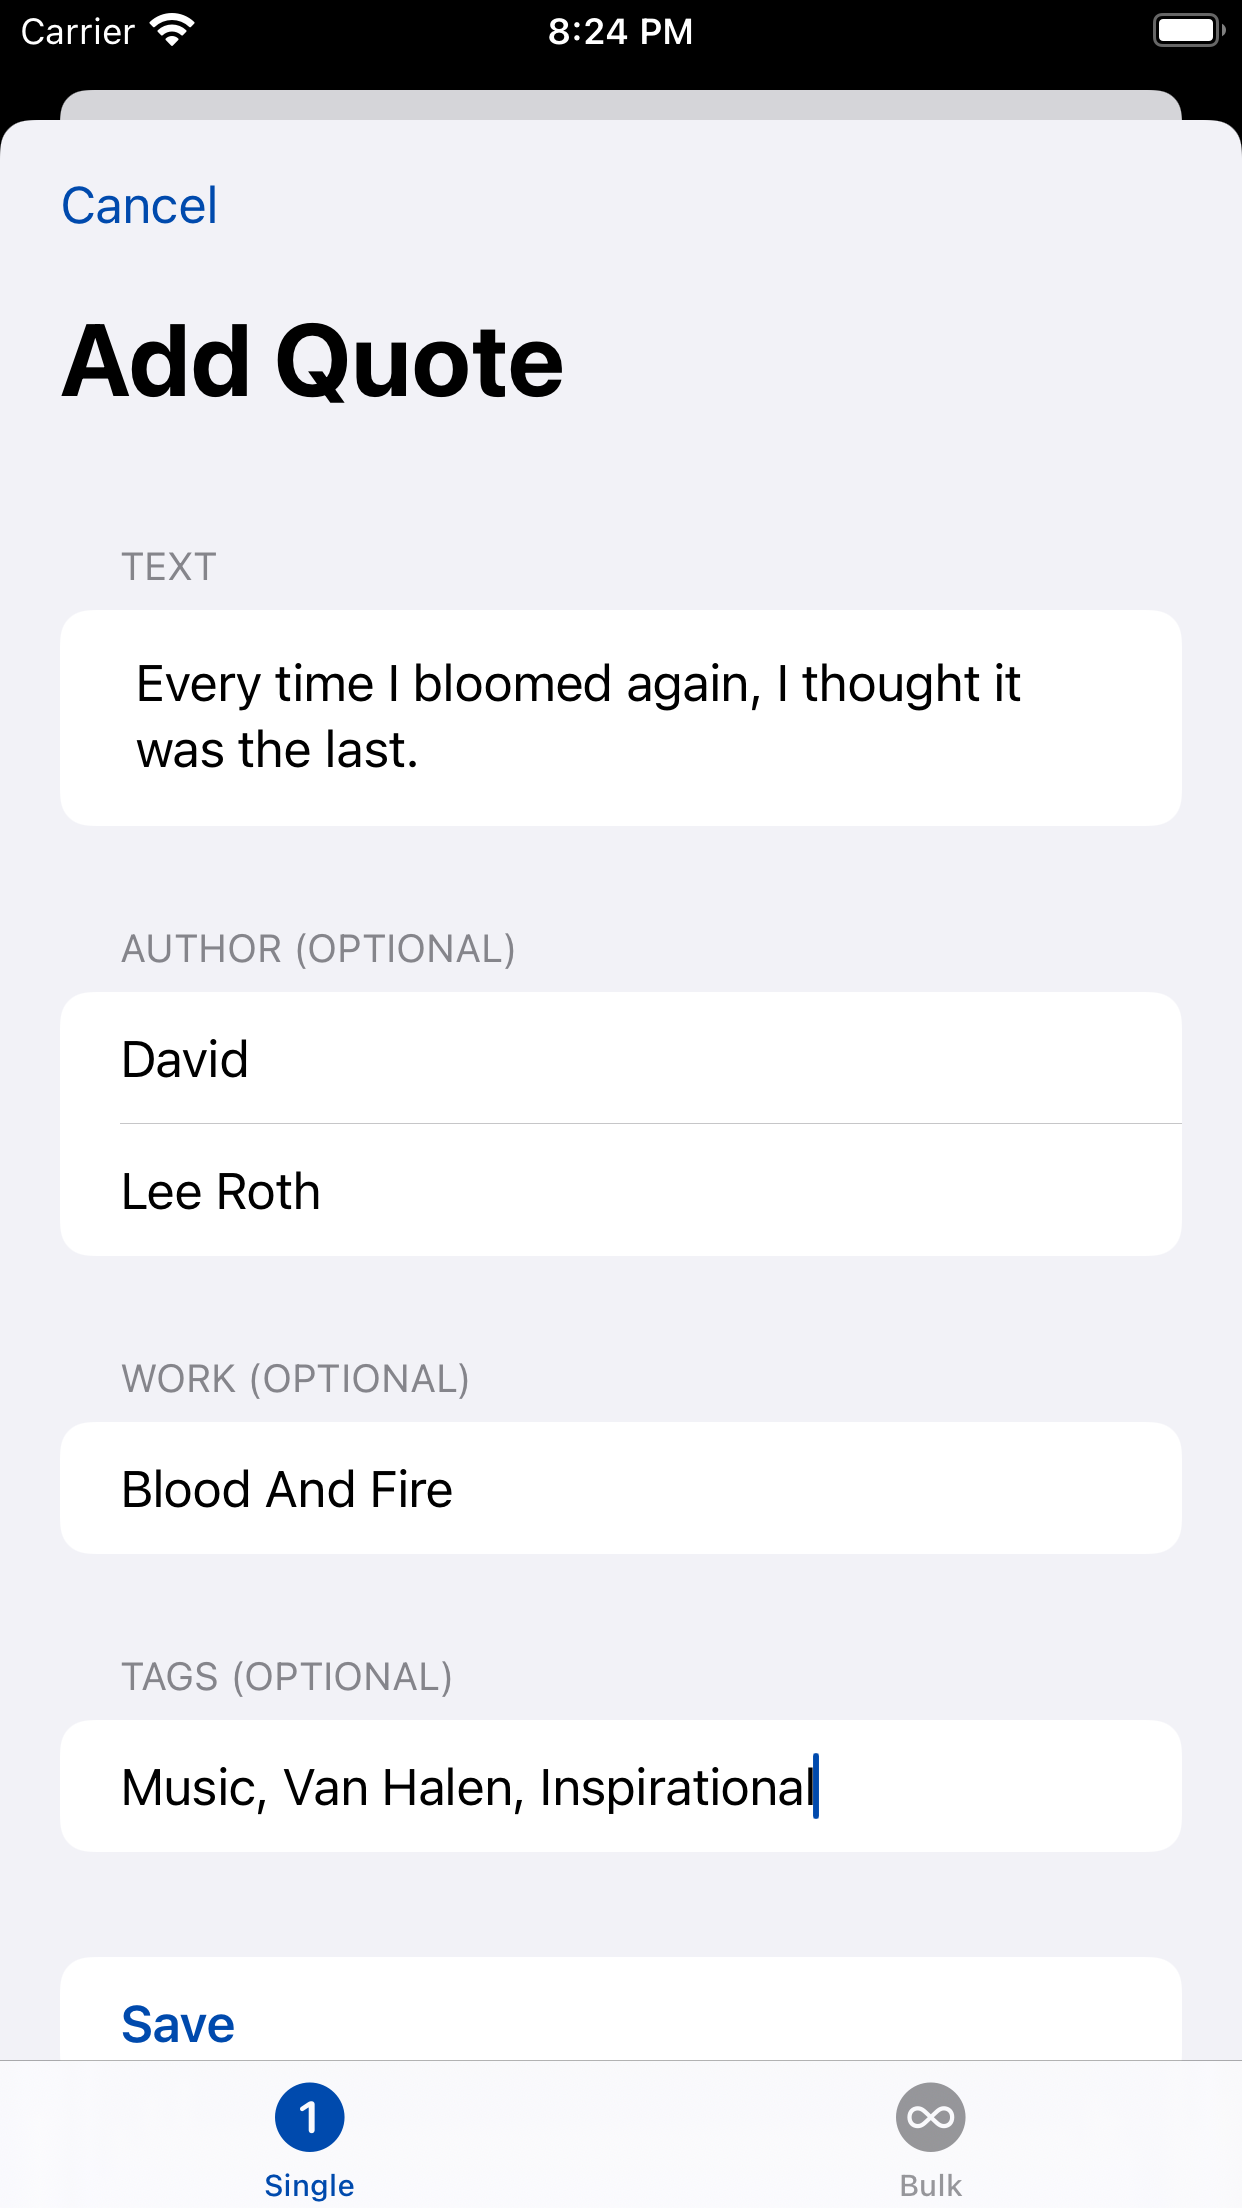 Carrier
8:24 PM
Cancel
Add Quote
TEXT
Every time I bloomed again, I thought it
was the last.
AUTHOR (OPTIONAL)
David
Lee Roth
WORK (OPTIONAL)
Blood And Fire
TAGS (OPTIONAL)
Music, Van Halen, Inspirational
Save
1
Single
Bulk